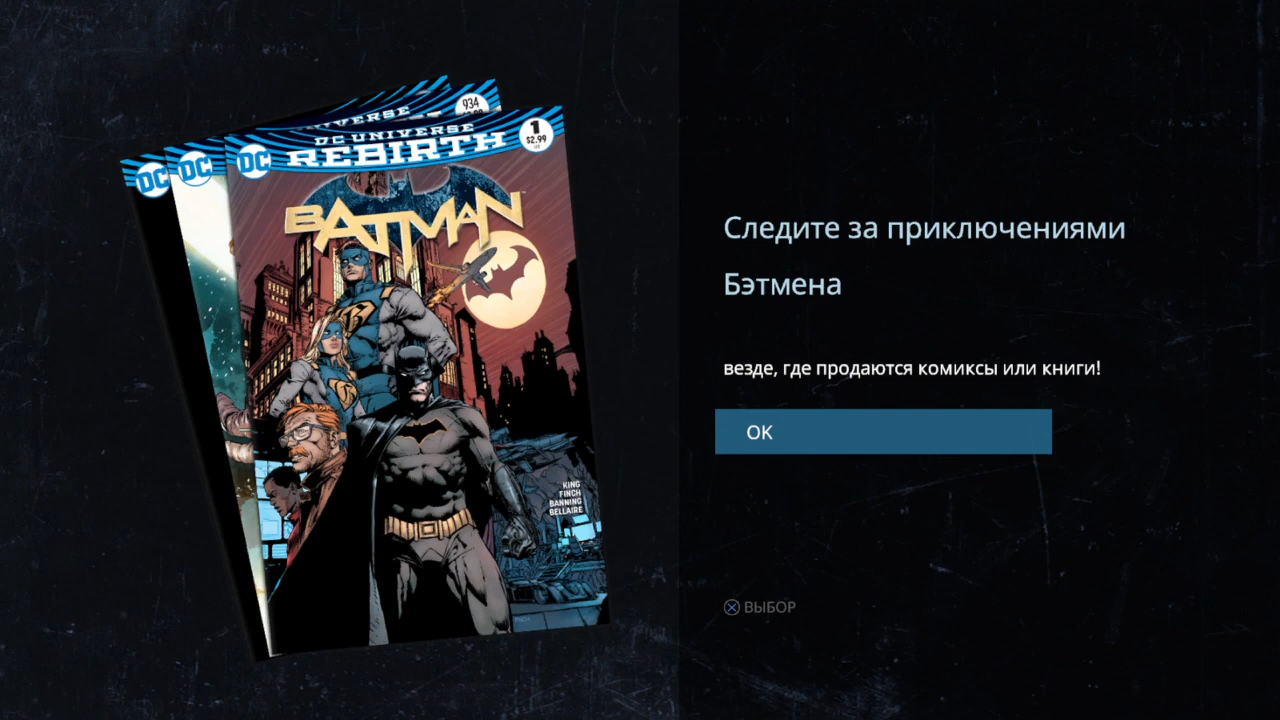 934
DC
DC
DC
DC UNIVERSE
REBIRTH
1
$2.99
US
BATMAN
KING
FINCH
BANNING
BELLAIRE
Следите за приключениями
Бэтмена
везде, где продаются комиксы или книги!
OK
ВЫБОР